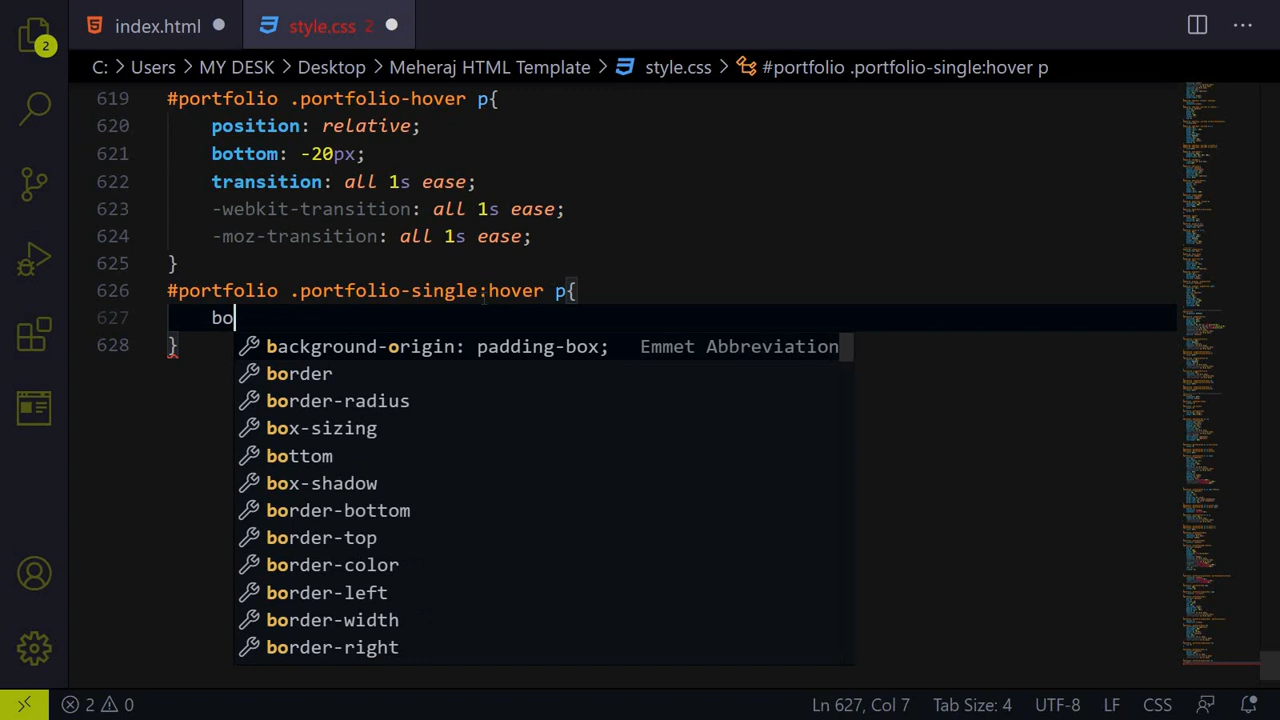 index.html
style.css 2
2
C: > Users > MY DESK > Desktop > Meheraj HTML Template > style.css > #portfolio .portfolio-single:hover p
619 #portfolio .portfolio-hover p{
620 position: relative;
621 bottom: -20px;
622 transition: all 1s ease;
623 -webkit-transition: all 1s ease;
624 -moz-transition: all 1s ease;
625 }
626 #portfolio .portfolio-single:hover p{
627 bo
628 }
background-origin: padding-box; Emmet Abbreviation
border
border-radius
box-sizing
bottom
box-shadow
border-bottom
border-top
border-color
border-left
border-width
border-right
2 0 Ln 627, Col 7 Tab Size: 4 UTF-8 LF CSS